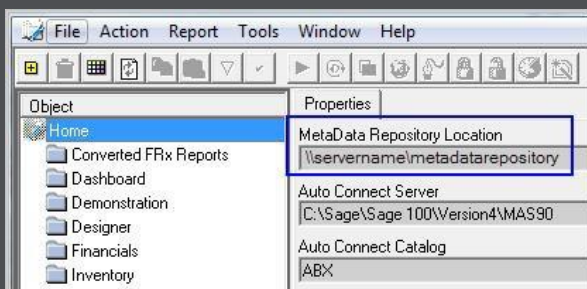 File Action Report Tools Window Help
Object
Home
Converted FRx Reports
Dashboard
Demonstration
Designer
Financials
Inventory
Properties
MetaData Repository Location
\\servername\metadatarepository
Auto Connect Server
C:\Sage\Sage 100\Version4\MAS90
Auto Connect Catalog
ABX